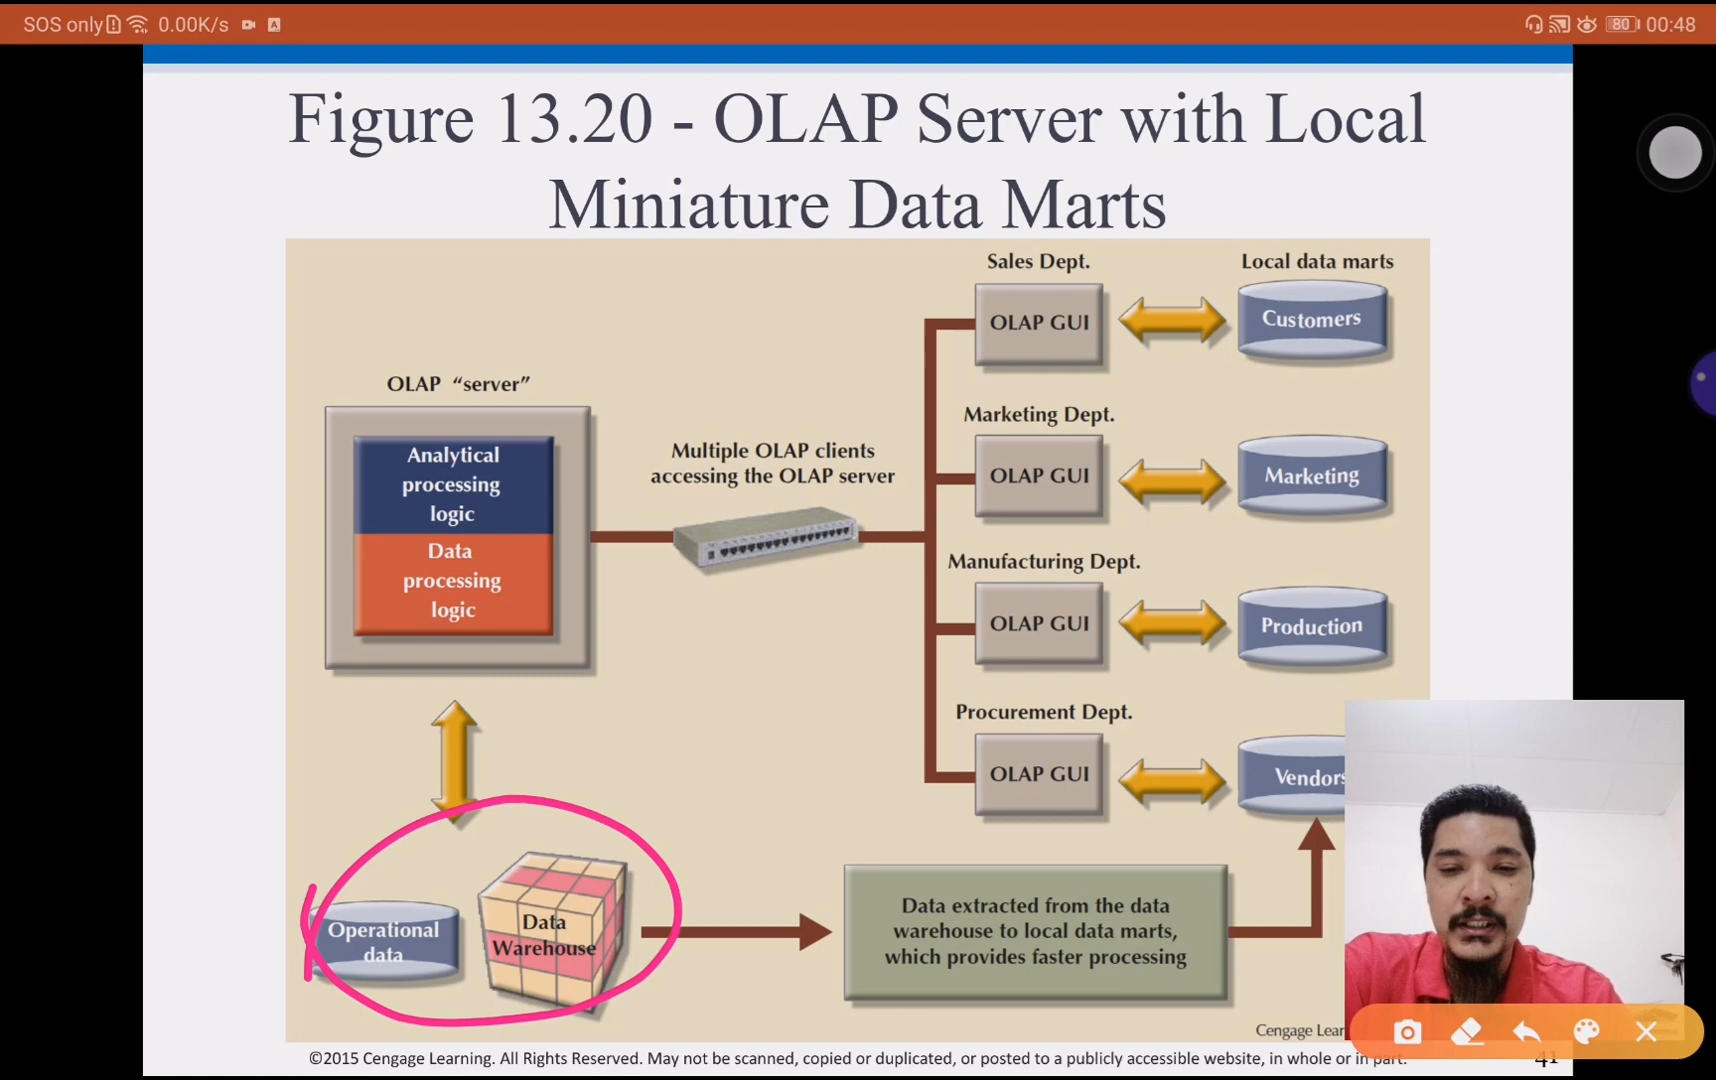 SOS only 0.00K/s
80 00:48
Figure 13.20 - OLAP Server with Local
Miniature Data Marts
Sales Dept.
Local data marts
OLAP GUI
Customers
OLAP "server"
Analytical
processing
logic
Data
processing
logic
Multiple OLAP clients
accessing the OLAP server
Marketing Dept.
OLAP GUI
Marketing
Manufacturing Dept.
OLAP GUI
Production
Procurement Dept.
OLAP GUI
Vendors
Operational
data
Data
Warehouse
Data extracted from the data
warehouse to local data marts,
which provides faster processing
Cengage Lear
©2015 Cengage Learning. All Rights Reserved. May not be scanned, copied or duplicated, or posted to a publicly accessible website, in whole or in part.
41